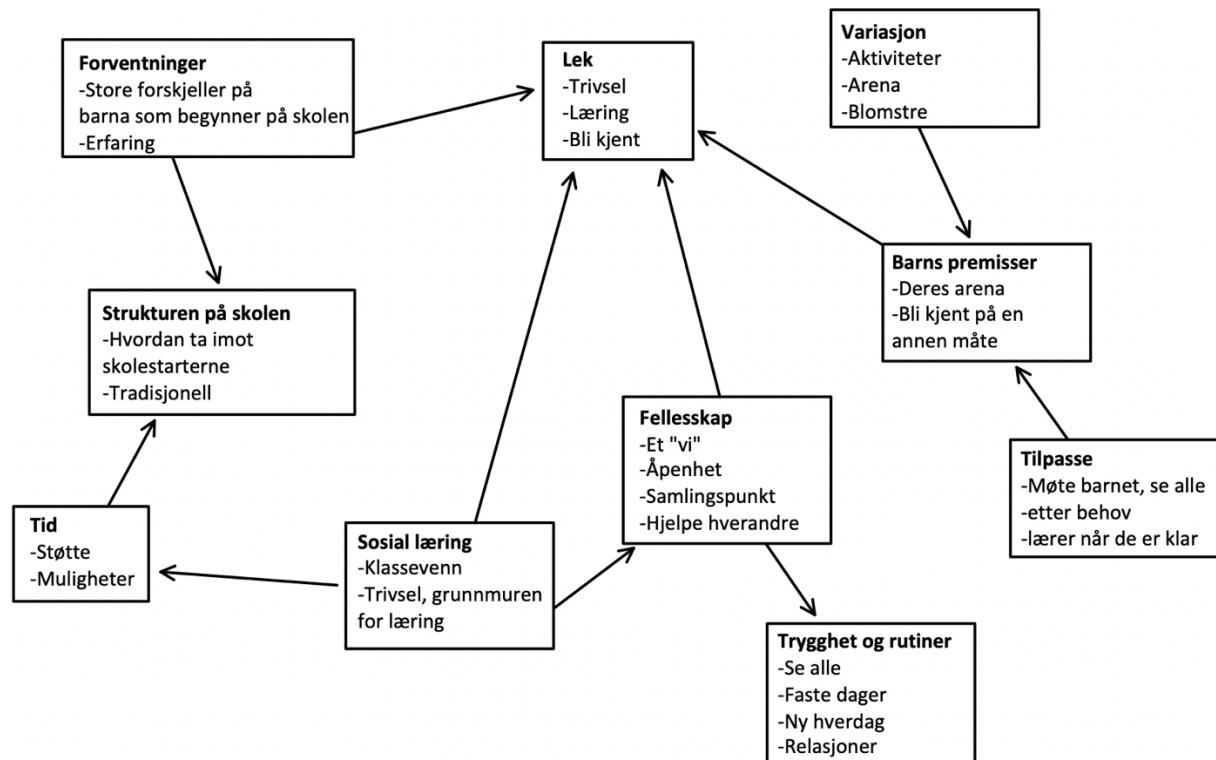 Forventninger
-Store forskjeller på
barna som begynner på skolen
-Erfaring
Lek
-Trivsel
-Læring
-Bli kjent
Variasjon
-Aktiviteter
-Arena
-Blomstre
Strukturen på skolen
-Hvordan ta imot
skolestarterne
-Tradisjonell
Barns premisser
-Deres arena
-Bli kjent på en
annen måte
Fellesskap
-Et "vi"
-Åpenhet
-Samlingspunkt
-Hjelpe hverandre
Tilpasse
-Møte barnet, se alle
-etter behov
-lærer når de er klar
Tid
-Støtte
-Muligheter
Sosial læring
-Klassevenn
-Trivsel, grunnmuren
for læring
Trygghet og rutiner
-Se alle
-Faste dager
-Ny hverdag
-Relasjoner